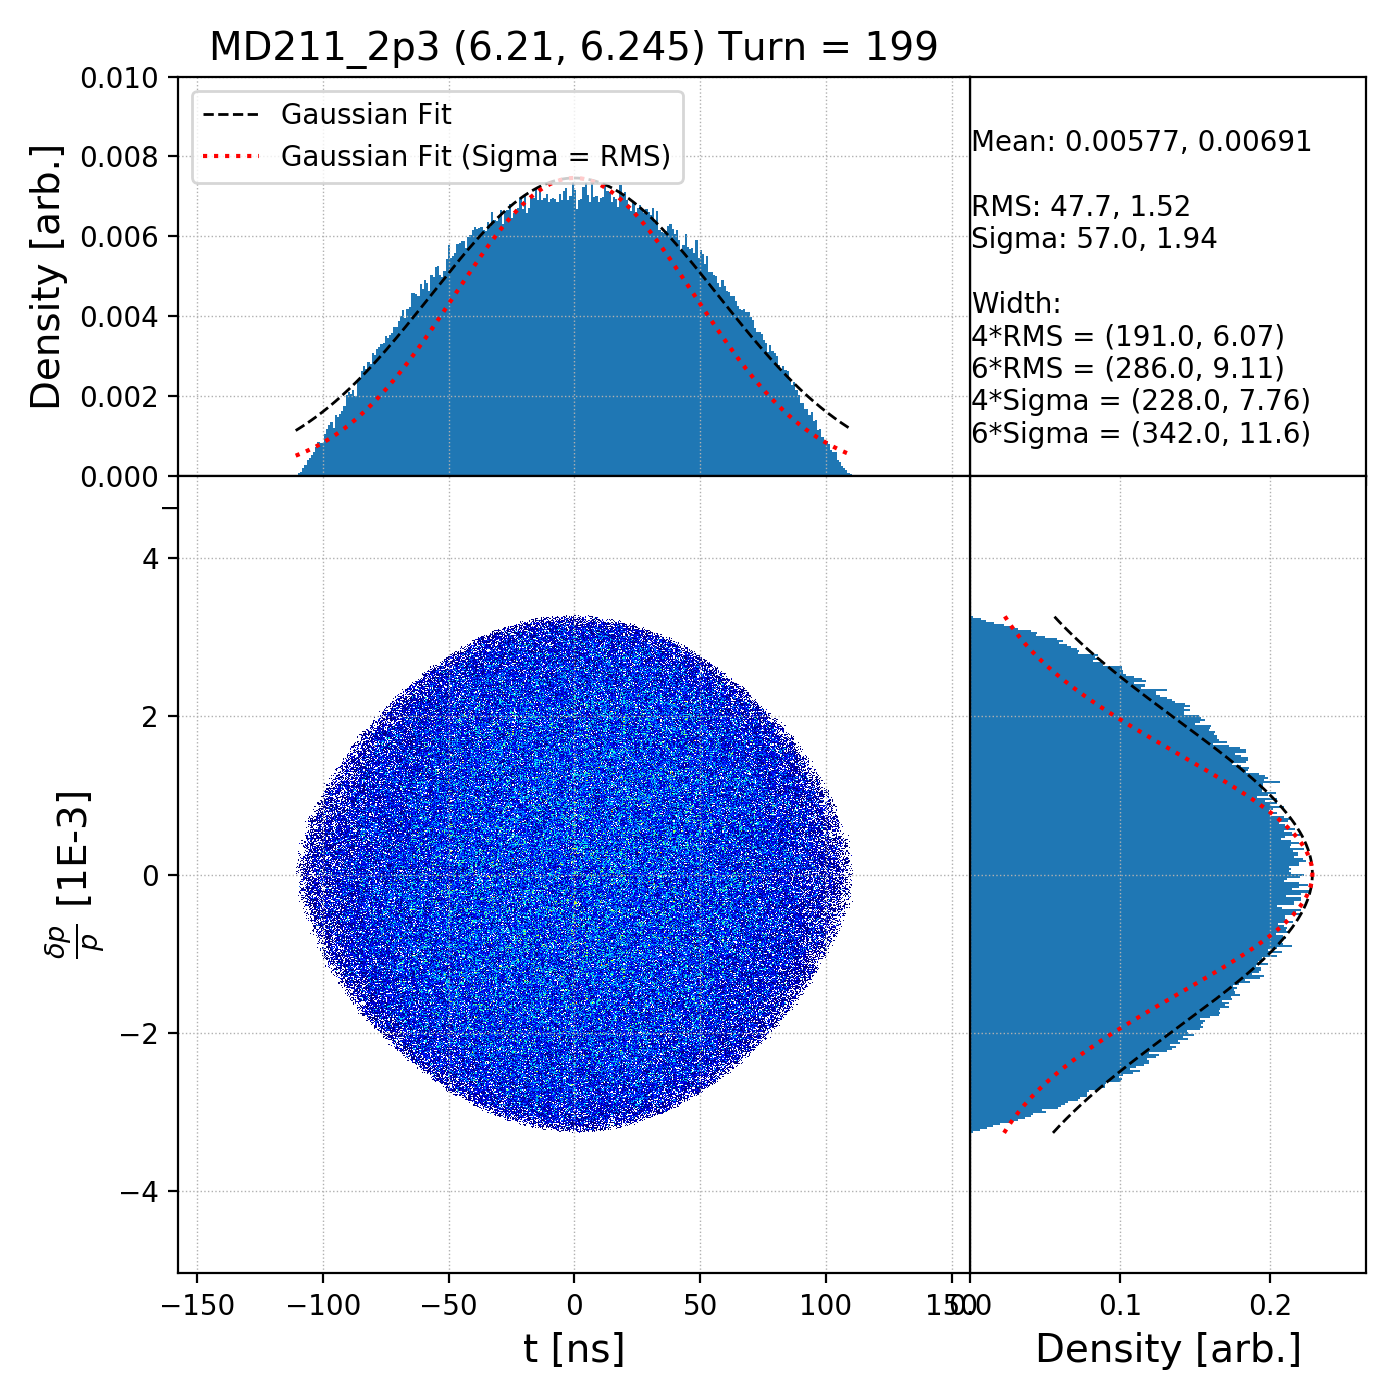 MD211_2p3 (6.21, 6.245) Turn = 199
0.010
0.008
0.006
0.004
0.002
0.000
Density [arb.]
Gaussian Fit
Gaussian Fit (Sigma = RMS)
Mean: 0.00577, 0.00691
RMS: 47.7, 1.52
Sigma: 57.0, 1.94
Width:
4*RMS = (191.0, 6.07)
6*RMS = (286.0, 9.11)
4*Sigma = (228.0, 7.76)
6*Sigma = (342.0, 11.6)
4
2
0
−2
−4
δp/p [1E-3]
−150 −100 −50 0 50 100 150
t [ns]
0.0 0.1 0.2
Density [arb.]